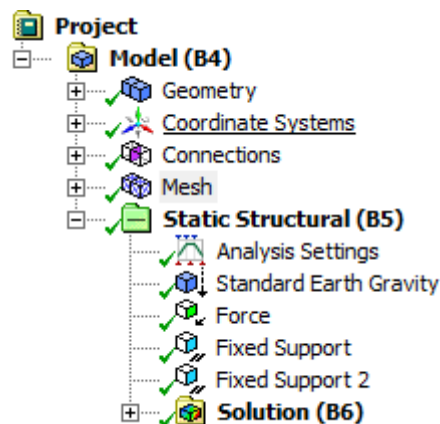 Project
Model (B4)
Geometry
Coordinate Systems
Connections
Mesh
Static Structural (B5)
Analysis Settings
Standard Earth Gravity
Force
Fixed Support
Fixed Support 2
Solution (B6)